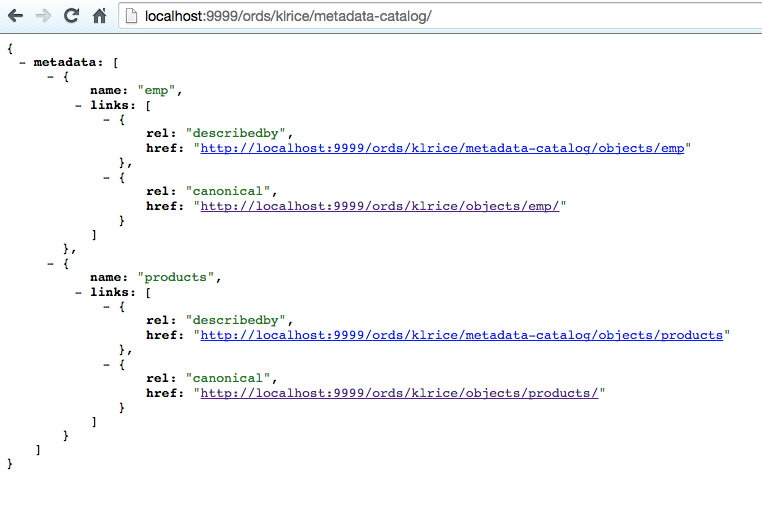 localhost:9999/ords/klrice/metadata-catalog/
{
- metadata: [
- {
name: "emp",
- links: [
- {
rel: "describedby",
href: "http://localhost:9999/ords/klrice/metadata-catalog/objects/emp"
},
- {
rel: "canonical",
href: "http://localhost:9999/ords/klrice/objects/emp/"
}
]
},
- {
name: "products",
- links: [
- {
rel: "describedby",
href: "http://localhost:9999/ords/klrice/metadata-catalog/objects/products"
},
- {
rel: "canonical",
href: "http://localhost:9999/ords/klrice/objects/products/"
}
]
}
]
}